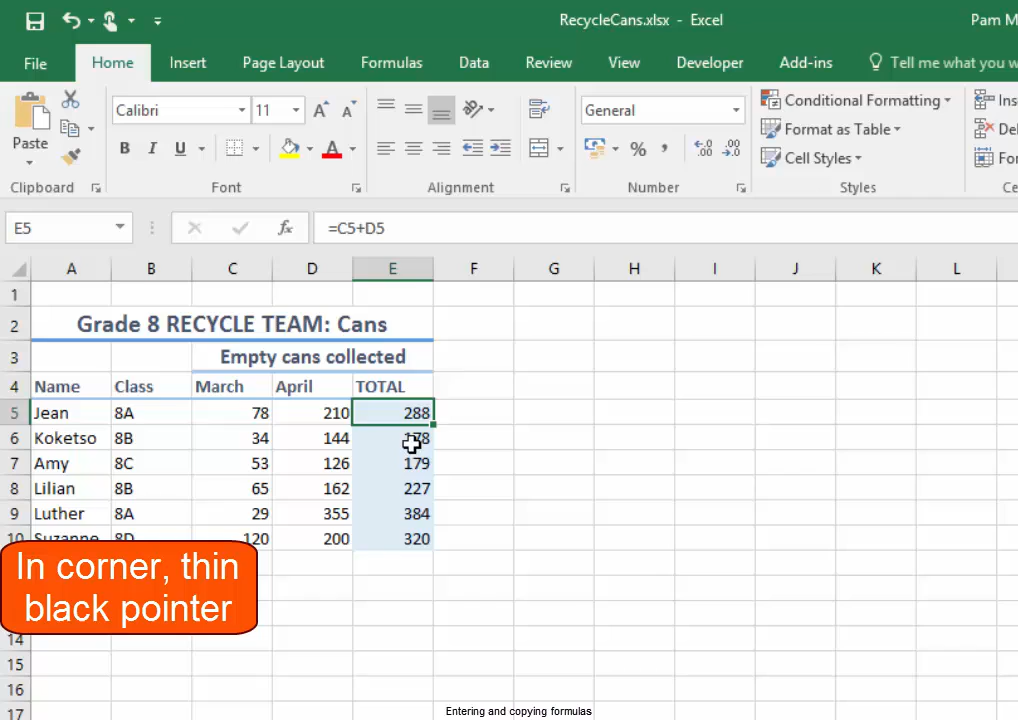 RecycleCans.xlsx - Excel
Pam M
File Home Insert Page Layout Formulas Data Review View Developer Add-ins Tell me what you w
Calibri 11 General Conditional Formatting Ins
Format as Table Del
Paste B I U % Cell Styles For
Clipboard Font Alignment Number Styles Ce
E5 fx =C5+D5
A B C D E F G H I J K L
1
2 Grade 8 RECYCLE TEAM: Cans
3 Empty cans collected
4 Name Class March April TOTAL
5 Jean 8A 78 210 288
6 Koketso 8B 34 144 178
7 Amy 8C 53 126 179
8 Lilian 8B 65 162 227
9 Luther 8A 29 355 384
10 Suzanne 8D 120 200 320
In corner, thin
black pointer
14
15
16
17
Entering and copying formulas